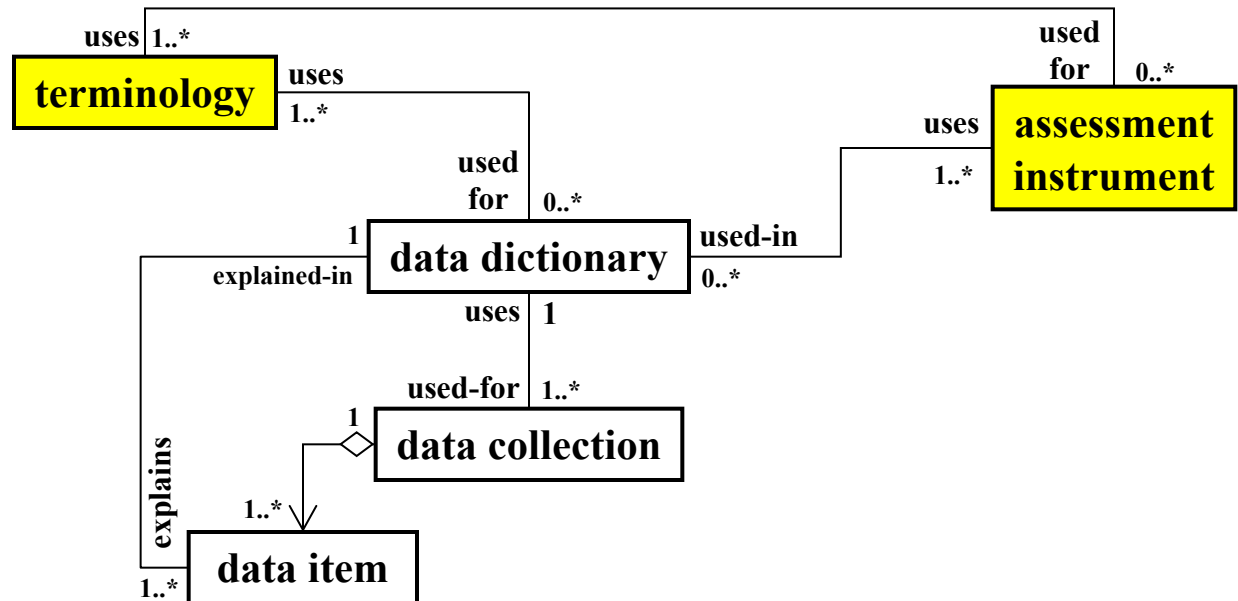 uses 1..*
used
for 0..*
terminology
uses
1..*
uses
1..*
assessment
instrument
used
for 0..*
1
explained-in
data dictionary
used-in
0..*
uses 1
used-for 1..*
1
data collection
explains
1..*
1..*
data item